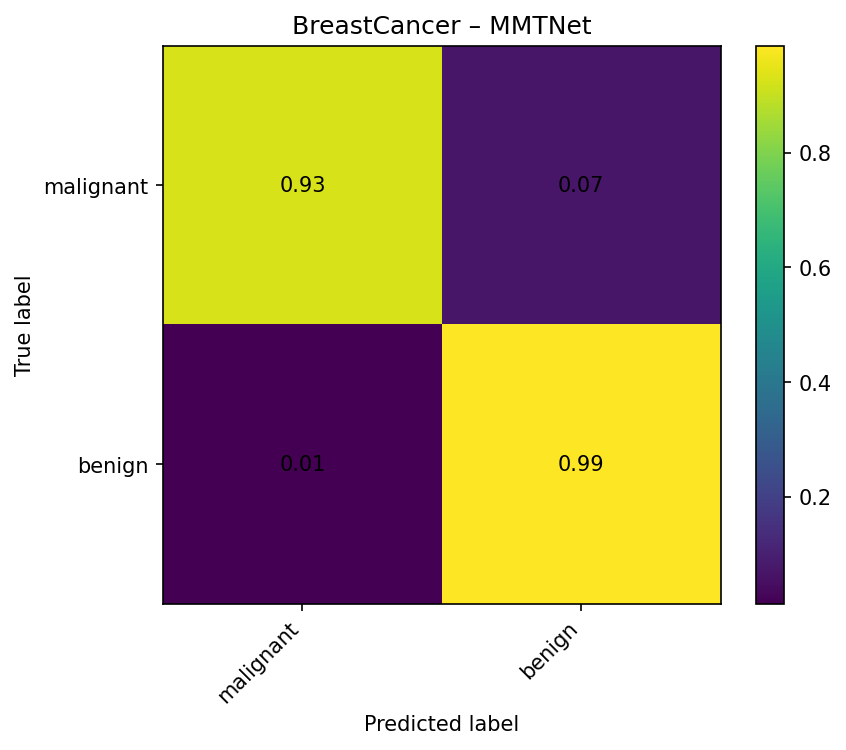 BreastCancer – MMTNet
True label
malignant
0.93
0.07
benign
0.01
0.99
malignant
benign
Predicted label
0.8
0.6
0.4
0.2